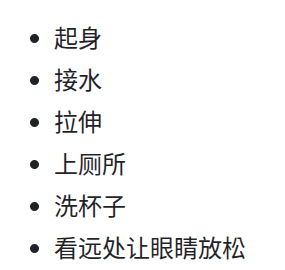 • 起身
• 接水
• 拉伸
• 上厕所
• 洗杯子
• 看远处让眼睛放松